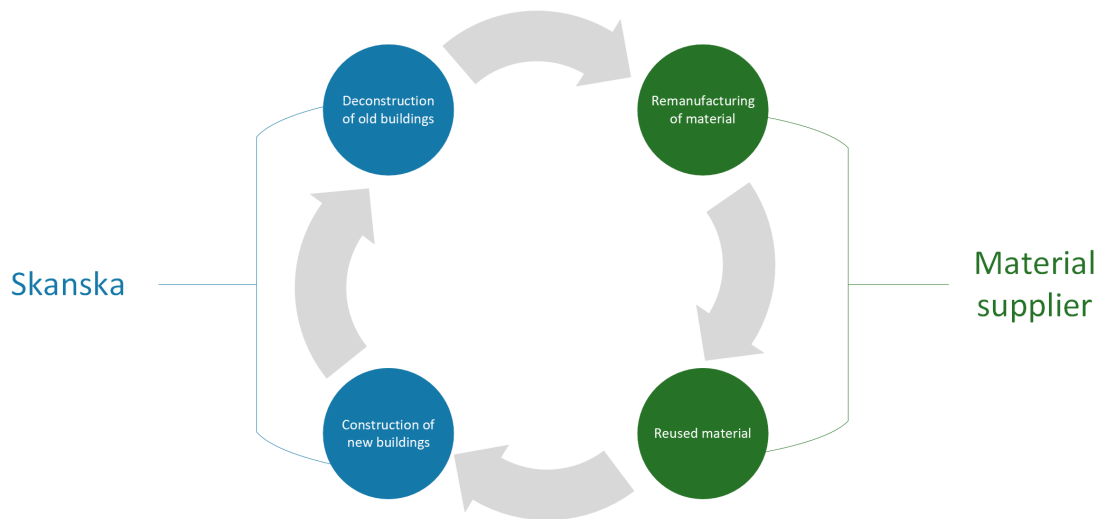 Deconstruction
of old buildings
Remanufacturing
of material
Skanska
Material
supplier
Construction of
new buildings
Reused material